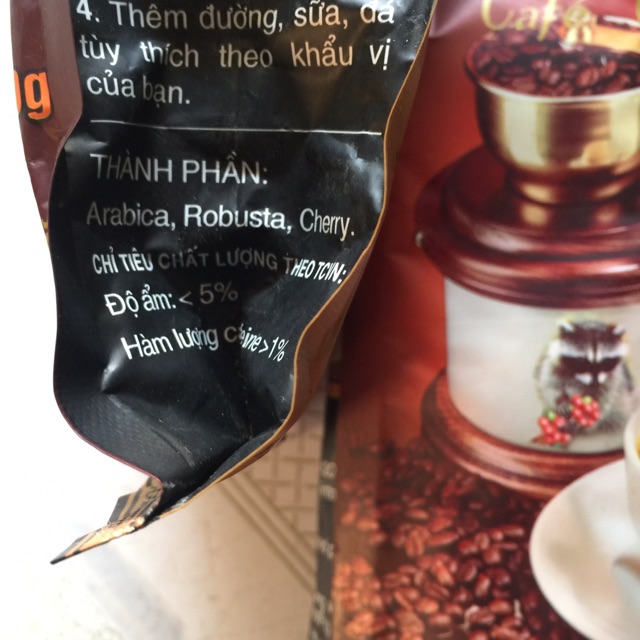 4. Thêm đường, sữa, đá
tùy thích theo khẩu vị
của bạn.
THÀNH PHẦN:
Arabica, Robusta, Cherry.
CHỈ TIÊU CHẤT LƯỢNG THEO TCVN:
Độ ẩm: < 5%
Hàm lượng cafeine > 1%
Café